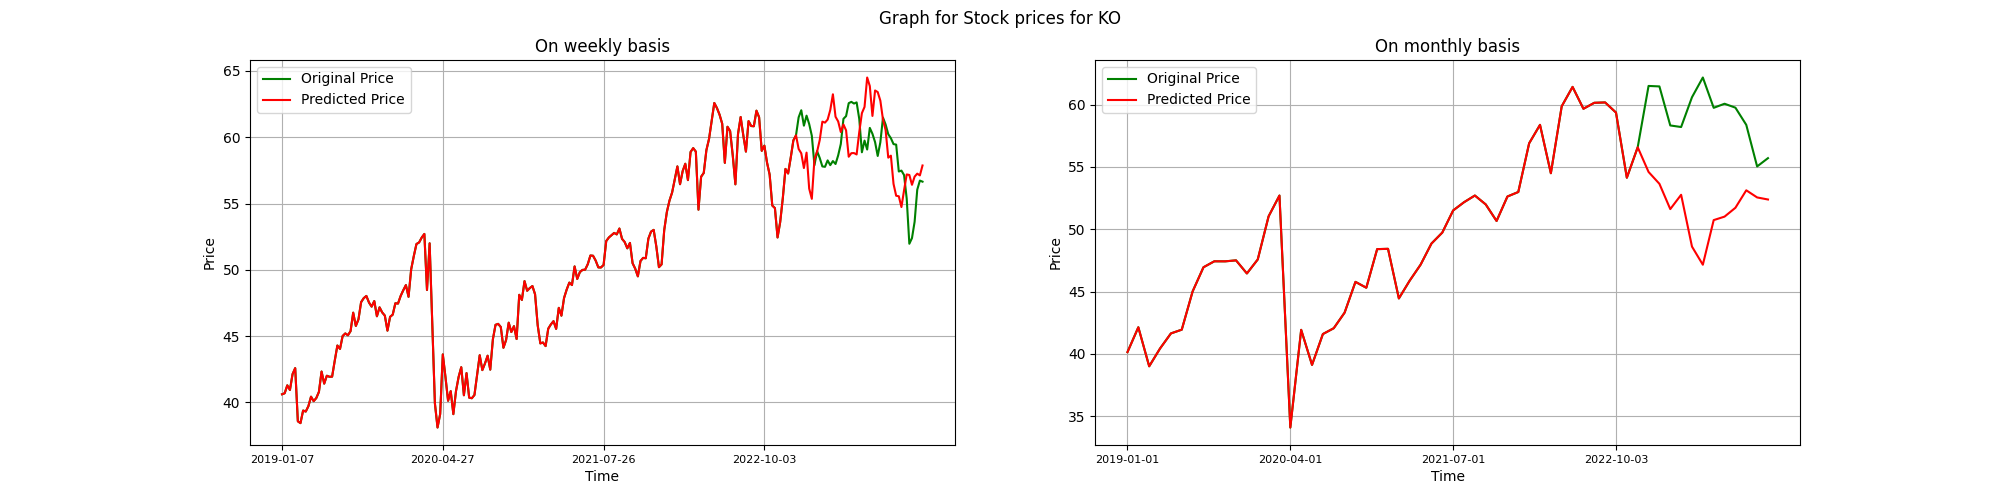 Graph for Stock prices for KO
On weekly basis
Original Price
Predicted Price
65
60
55
50
45
40
Price
2019-01-07
2020-04-27
2021-07-26
2022-10-03
Time
On monthly basis
Original Price
Predicted Price
60
55
50
45
40
35
Price
2019-01-01
2020-04-01
2021-07-01
2022-10-03
Time